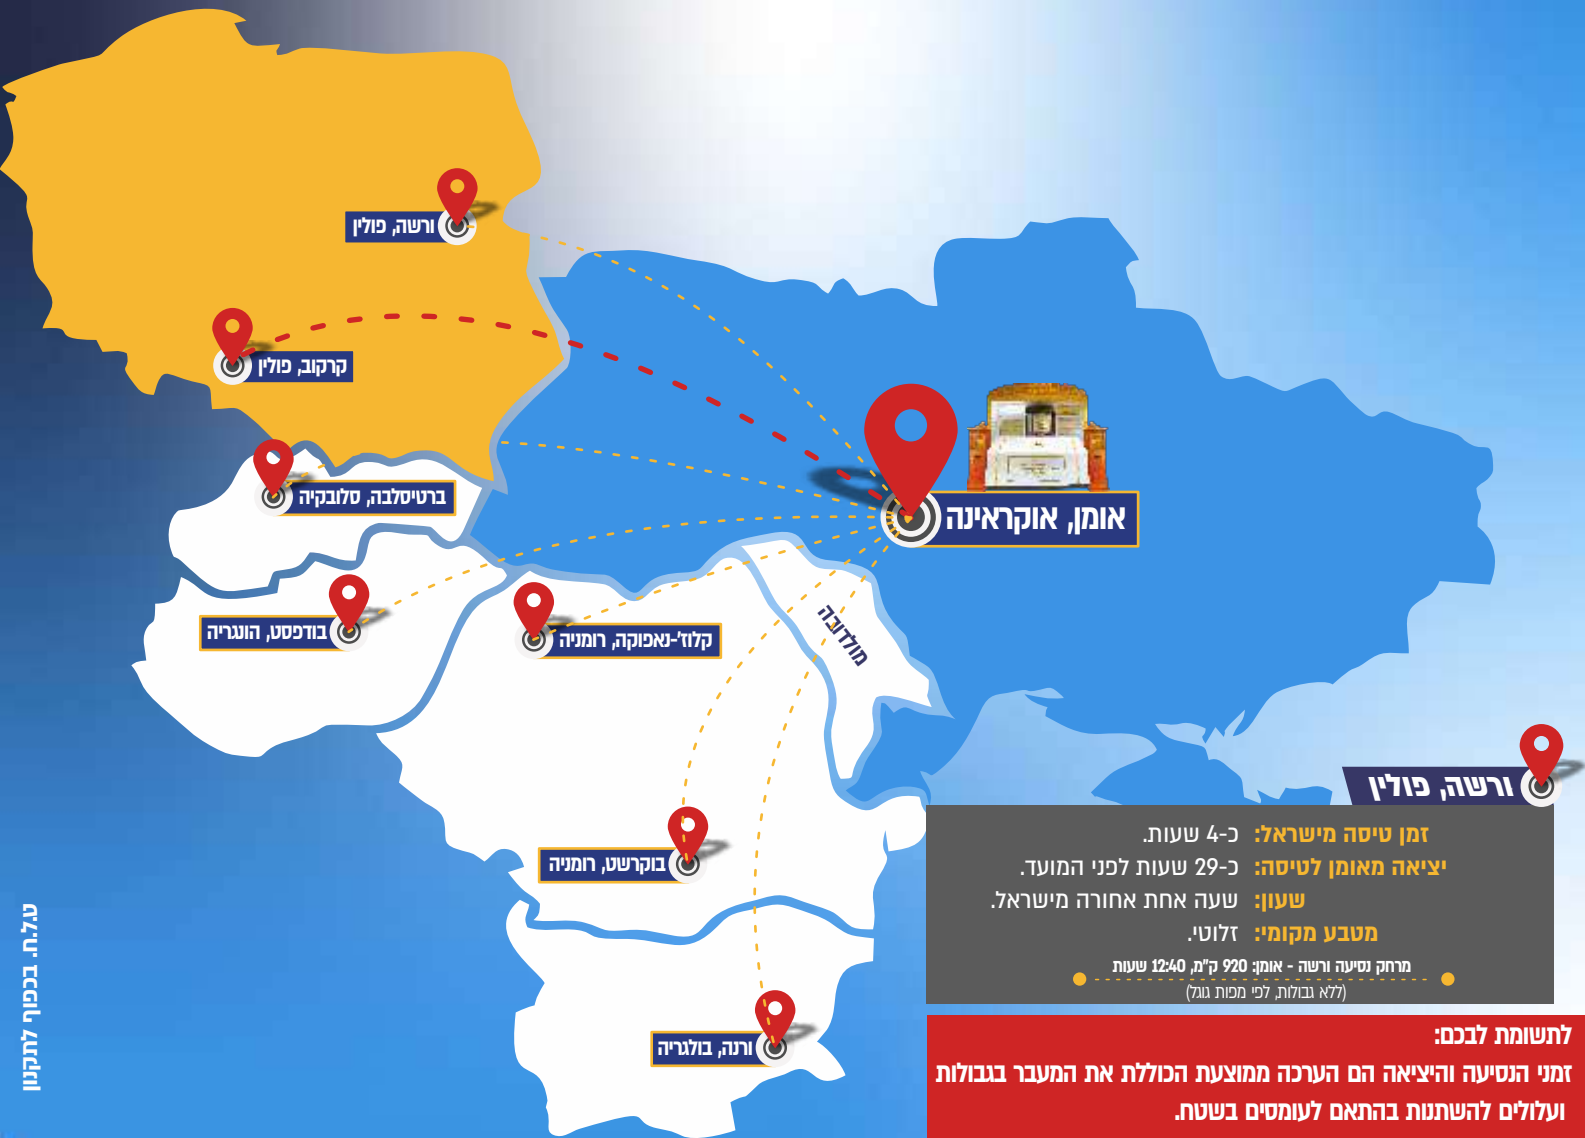 ורשה, פולין
קרקוב, פולין
ברטיסלבה, סלובקיה
אומן, אוקראינה
בודפסט, הונגריה
קלוז'-נאפוקה, רומניה
מולדובה
בוקרשט, רומניה
ורנה, בולגריה
ורשה, פולין
זמן טיסה מישראל: כ-4 שעות.
יציאה מאומן לטיסה: כ-29 שעות לפני המועד.
שעון: שעה אחת אחורה מישראל.
מטבע מקומי: זלוטי.
מרחק נסיעה ורשה - אומן: 920 ק"מ, 12:40 שעות
(ללא גבולות, לפי מפות גוגל)
לתשומת לבכם:
זמני הנסיעה והיציאה הם הערכה ממוצעת הכוללת את המעבר בגבולות
ועלולים להשתנות בהתאם לעומסים בשטח.
ט.ל.ח. בכפוף לתקנון